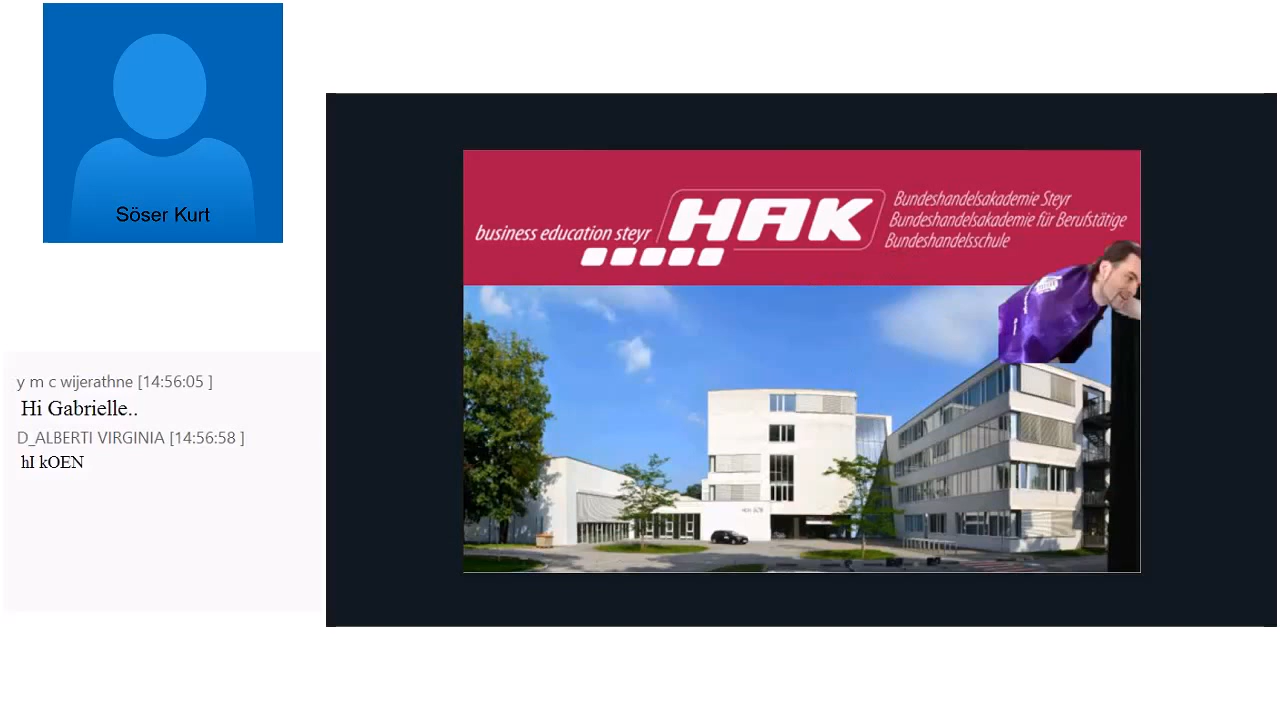 Söser Kurt
y m c wijerathne [14:56:05 ]
Hi Gabrielle..
D_ALBERTI VIRGINIA [14:56:58 ]
hI kOEN
business education steyr
HAK
Bundeshandelsakademie Steyr
Bundeshandelsakademie für Berufstätige
Bundeshandelsschule